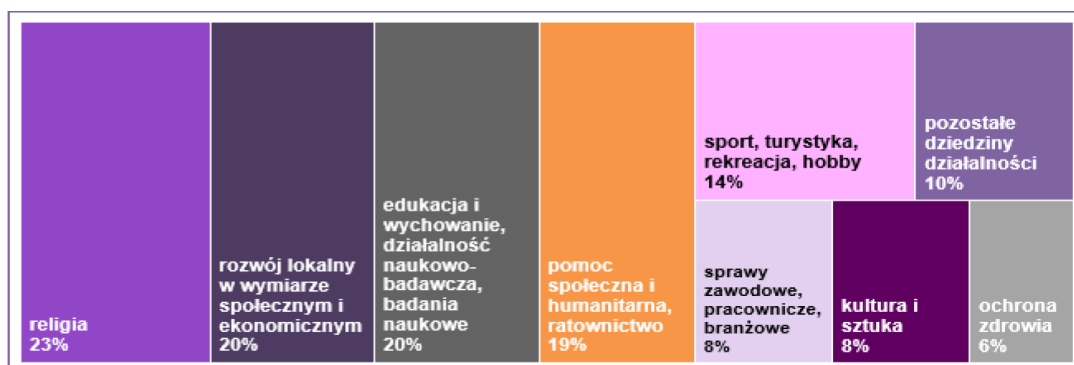 religia
23%
rozwój lokalny
w wymiarze
społecznym i
ekonomicznym
20%
edukacja i
wychowanie,
działalność
naukowo-
badawcza,
badania
naukowe
20%
pomoc
społeczna i
humanitarna,
ratownictwo
19%
sport, turystyka,
rekreacja, hobby
14%
pozostałe
dziedziny
działalności
10%
sprawy
zawodowe,
pracownicze,
branżowe
8%
kultura i
sztuka
8%
ochrona
zdrowia
6%